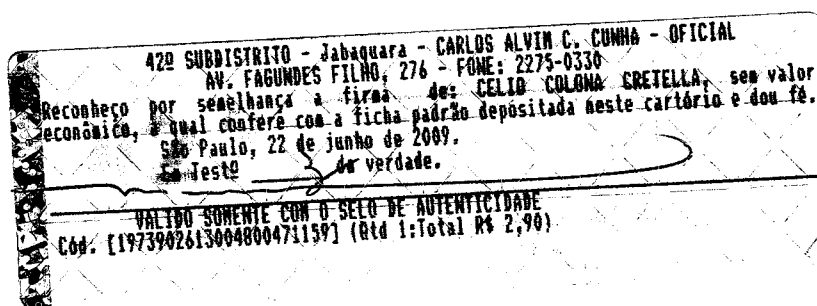 42º SUBDISTRITO - Jabaquara - CARLOS ALVIM C. CUNHA - OFICIAL
AV. FAGUNDES FILHO, 276 - FONE: 2275-0330
Reconheço por semelhança a firma de: CELIO COLONA CRETELLA, sem valor
econômico, a qual confere com a ficha padrão depositada neste cartório e dou fé.
São Paulo, 22 de junho de 2009.
Em Testº da verdade.
VALIDO SOMENTE COM O SELO DE AUTENTICIDADE
Cód. [1973902613004800471159] (Qtd 1:Total R$ 2,90)